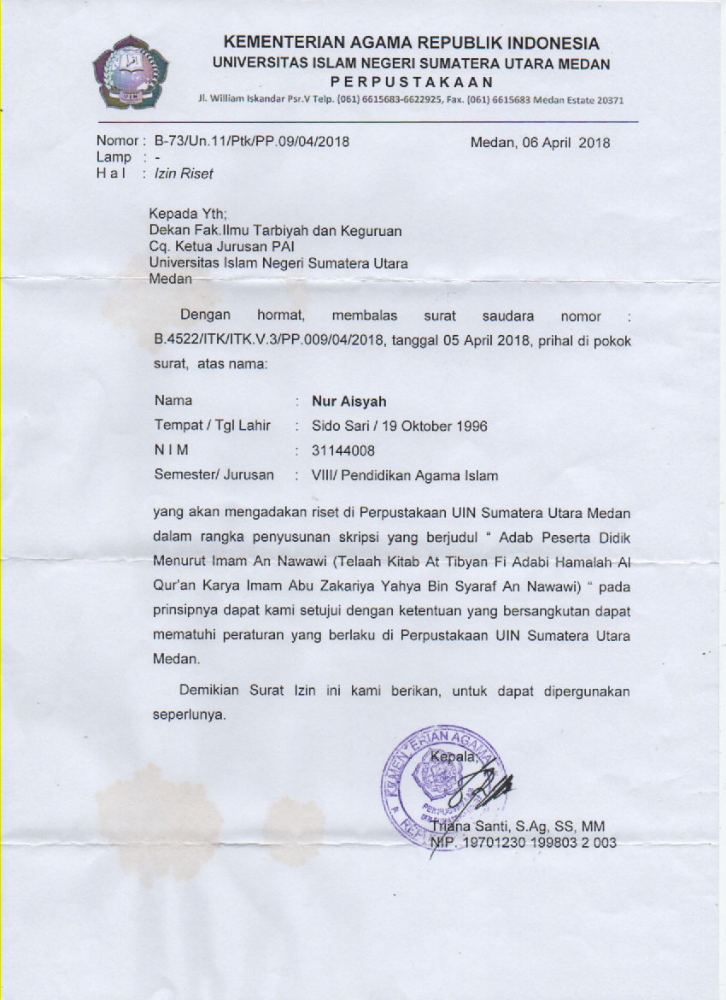 KEMENTERIAN AGAMA REPUBLIK INDONESIA
UNIVERSITAS ISLAM NEGERI SUMATERA UTARA MEDAN
PERPUSTAKAAN
Jl. William Iskandar Psr.V Telp. (061) 6615683-6622925, Fax. (061) 6615683 Medan Estate 20371
UIN
Nomor : B-73/Un.11/Ptk/PP.09/04/2018 Medan, 06 April 2018
Lamp : -
H a l : Izin Riset
Kepada Yth;
Dekan Fak.Ilmu Tarbiyah dan Keguruan
Cq. Ketua Jurusan PAI
Universitas Islam Negeri Sumatera Utara
Medan
Dengan hormat, membalas surat saudara nomor :
B.4522/ITK/ITK.V.3/PP.009/04/2018, tanggal 05 April 2018, prihal di pokok
surat, atas nama:
Nama : Nur Aisyah
Tempat / Tgl Lahir : Sido Sari / 19 Oktober 1996
N I M : 31144008
Semester/ Jurusan : VIII/ Pendidikan Agama Islam
yang akan mengadakan riset di Perpustakaan UIN Sumatera Utara Medan
dalam rangka penyusunan skripsi yang berjudul “ Adab Peserta Didik
Menurut Imam An Nawawi (Telaah Kitab At Tibyan Fi Adabi Hamalah Al
Qur’an Karya Imam Abu Zakariya Yahya Bin Syaraf An Nawawi) “ pada
prinsipnya dapat kami setujui dengan ketentuan yang bersangkutan dapat
mematuhi peraturan yang berlaku di Perpustakaan UIN Sumatera Utara
Medan.
Demikian Surat Izin ini kami berikan, untuk dapat dipergunakan
seperlunya.
KEMENTERIAN AGAMA
Kepala,
Triana Santi, S.Ag, SS, MM
NIP. 19701230 199803 2 003